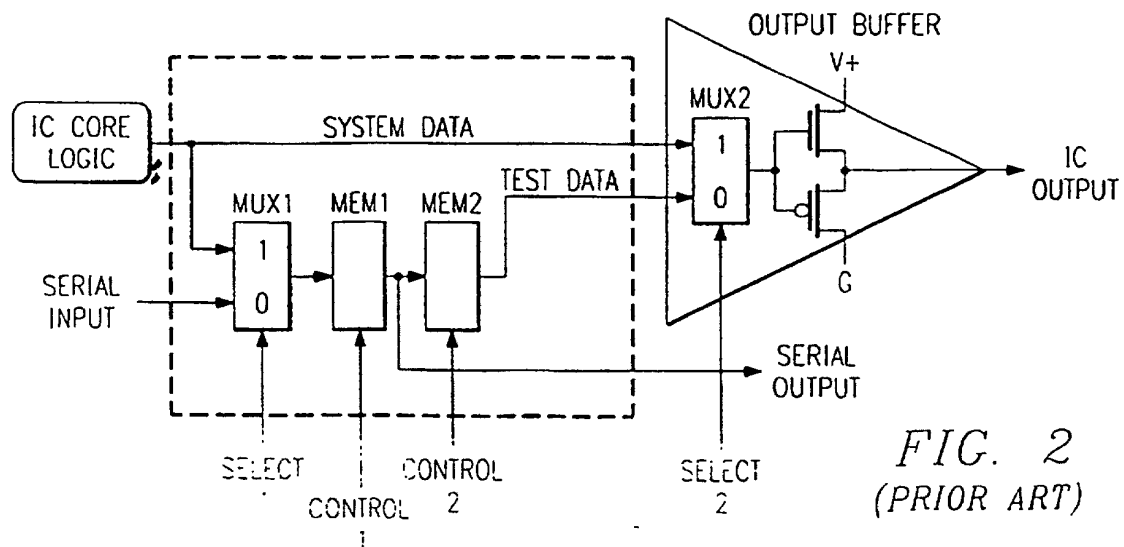 OUTPUT BUFFER
V+
MUX2
IC CORE
LOGIC
SYSTEM DATA
1
TEST DATA
0
IC
OUTPUT
MUX1
MEM1
MEM2
1
0
SERIAL
INPUT
G
SERIAL
OUTPUT
SELECT
CONTROL
2
SELECT
2
CONTROL
1
FIG. 2
(PRIOR ART)